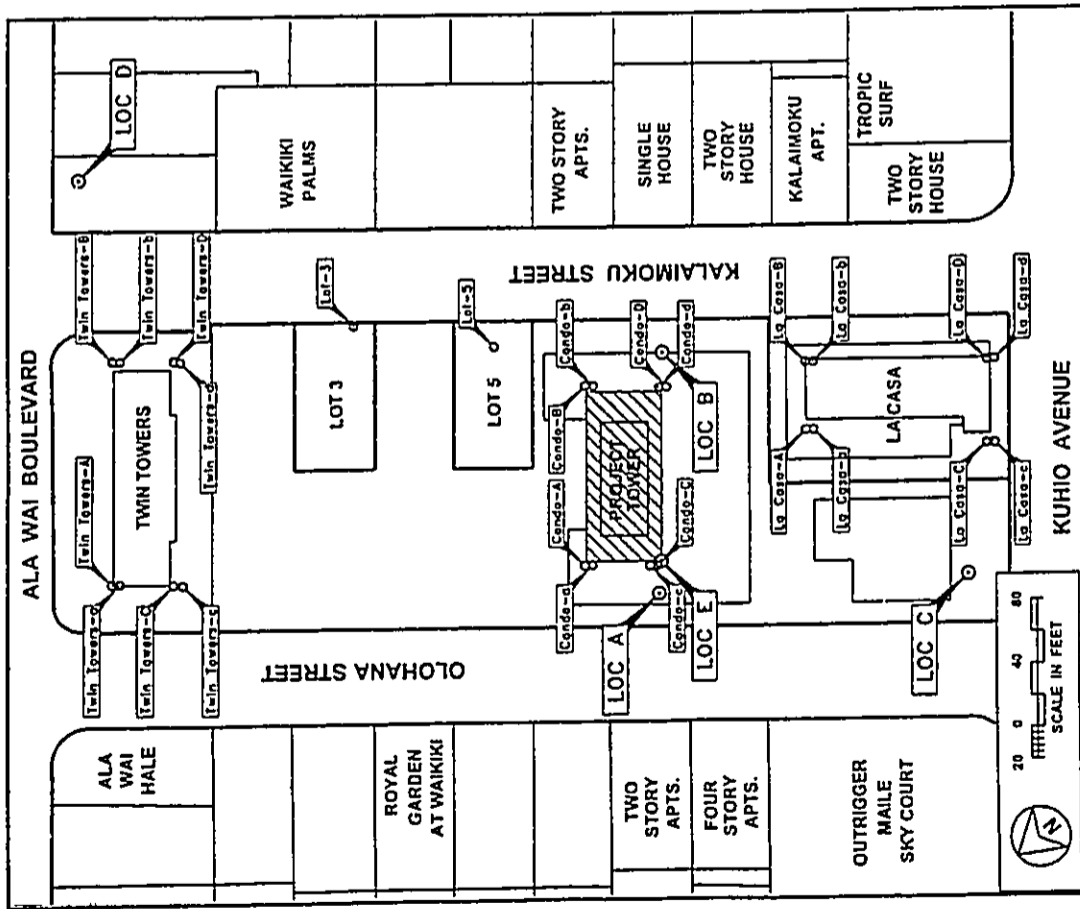 ALA WAI BOULEVARD
LOC D
Twin Towers-B
Twin Towers-b
Twin Towers-D
Twin Towers-d
Twin Towers-A
Twin Towers-a
Twin Towers-C
Twin Towers-c
TWIN TOWERS
ALA
WAI
HALE
WAIKIKI
PALMS
Lot-3
LOT 3
Lot-5
LOT 5
KALAIMOKU STREET
OLOHANA STREET
ROYAL
GARDEN
AT WAIKIKI
TWO STORY
APTS.
SINGLE
HOUSE
TWO
STORY
HOUSE
KALAIMOKU
APT.
TROPIC
SURF
TWO
STORY
HOUSE
Condo-A
Condo-a
Condo-B
Condo-b
Condo-C
Condo-c
Condo-D
Condo-d
PROJECT
TOWER
LOC A
LOC B
LOC E
LOC C
TWO
STORY
APTS.
FOUR
STORY
APTS.
OUTRIGGER
MAILE
SKY COURT
La Casa-B
La Casa-b
La Casa-D
La Casa-d
La Casa-A
La Casa-b
La Casa-C
La Casa-c
LA CASA
KUHIO AVENUE
20 0 40 80
SCALE IN FEET
N